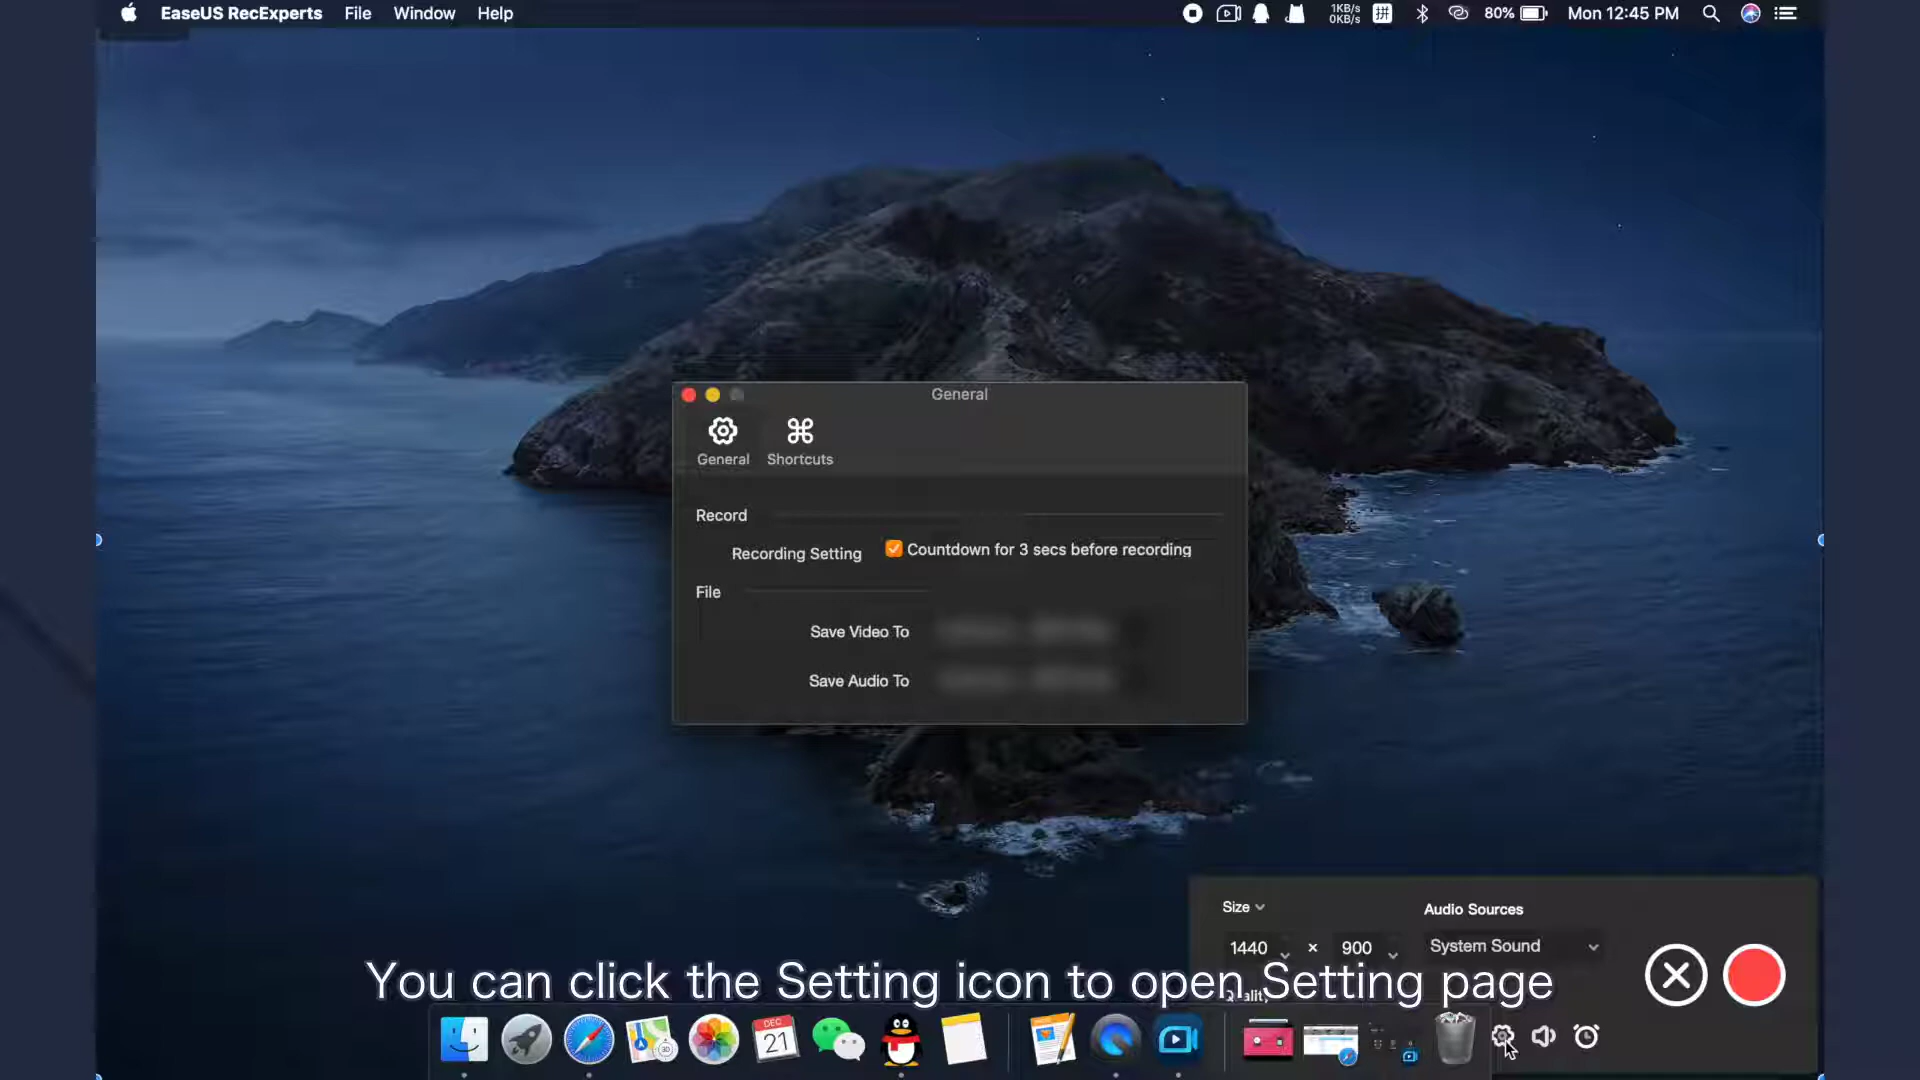 EaseUS RecExperts File Window Help
1KB/s
0KB/s
拼
80%
Mon 12:45 PM
General
General Shortcuts
Record
Recording Setting Countdown for 3 secs before recording
File
Save Video To
Save Audio To
Size
Audio Sources
1440 × 900
System Sound
You can click the Setting icon to open Setting page
DEC
21
3D